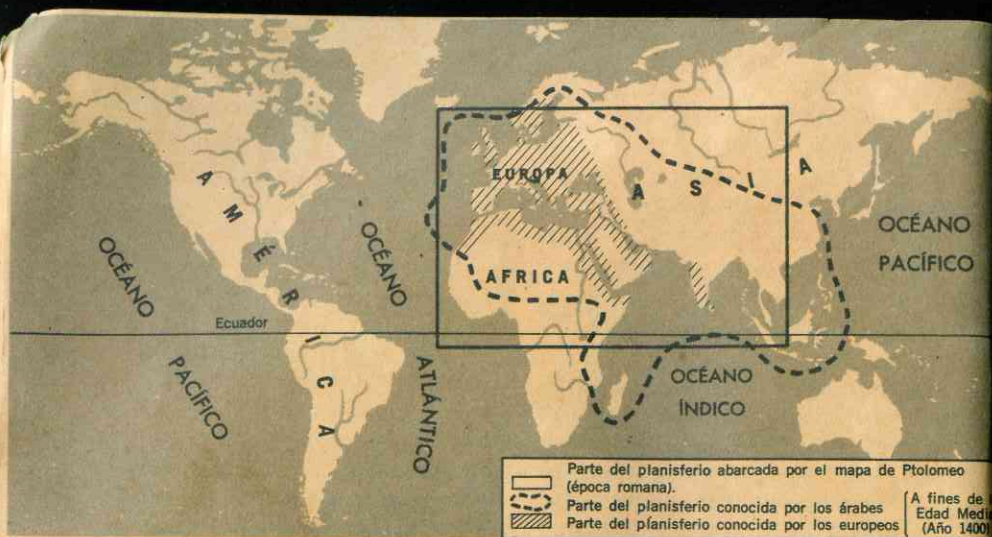 AMÉRICA
EUROPA
ASIA
AFRICA
OCÉANO
PACÍFICO
OCÉANO
ATLÁNTICO
OCÉANO
PACÍFICO
Ecuador
OCÉANO
ÍNDICO
Parte del planisferio abarcada por el mapa de Ptolomeo
(época romana).
Parte del planisferio conocida por los árabes
Parte del planisferio conocida por los europeos
A fines de
Edad
(Año 1400)